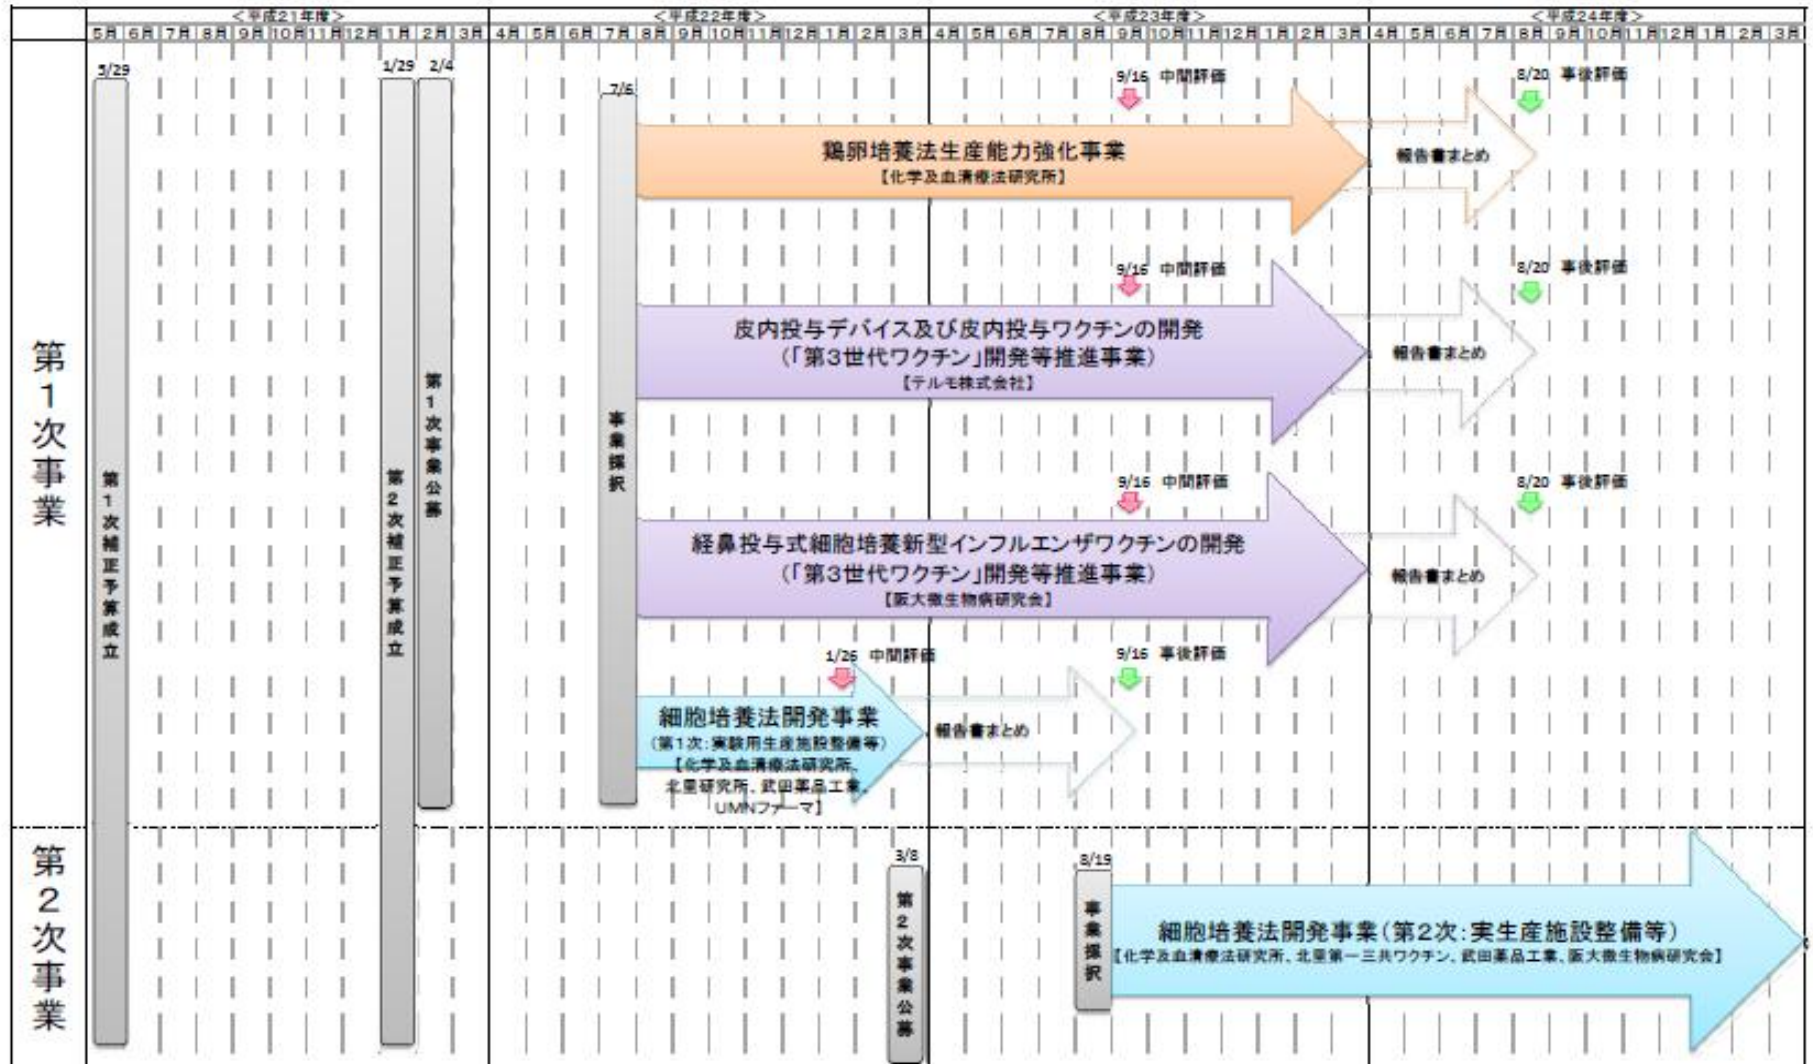 ＜平成21年度＞ ＜平成22年度＞ ＜平成23年度＞ ＜平成24年度＞
5月 6月 7月 8月 9月 10月 11月 12月 1月 2月 3月 4月 5月 6月 7月 8月 9月 10月 11月 12月 1月 2月 3月 4月 5月 6月 7月 8月 9月 10月 11月 12月 1月 2月 3月 4月 5月 6月 7月 8月 9月 10月 11月 12月 1月 2月 3月
第1次事業
5/29
第1次補正予算成立
1/29
第2次補正予算成立
2/4
第1次事業公募
7/6
事業採択
9/16 中間評価
8/20 事後評価
鶏卵培養法生産能力強化事業
【化学及血清療法研究所】
報告書まとめ
9/16 中間評価
8/20 事後評価
皮内投与デバイス及び皮内投与ワクチンの開発
（「第3世代ワクチン」開発等推進事業）
【テルモ株式会社】
報告書まとめ
9/16 中間評価
8/20 事後評価
経鼻投与式細胞培養新型インフルエンザワクチンの開発
（「第3世代ワクチン」開発等推進事業）
【阪大微生物病研究会】
報告書まとめ
1/26 中間評価
9/16 事後評価
細胞培養法開発事業
（第1次：実験用生産施設整備等）
【化学及血清療法研究所、
北里研究所、武田薬品工業、
UMNファーマ】
報告書まとめ
第2次事業
3/8
第2次事業公募
8/19
事業採択
細胞培養法開発事業（第2次：実生産施設整備等）
【化学及血清療法研究所、北里第一三共ワクチン、武田薬品工業、阪大微生物病研究会】